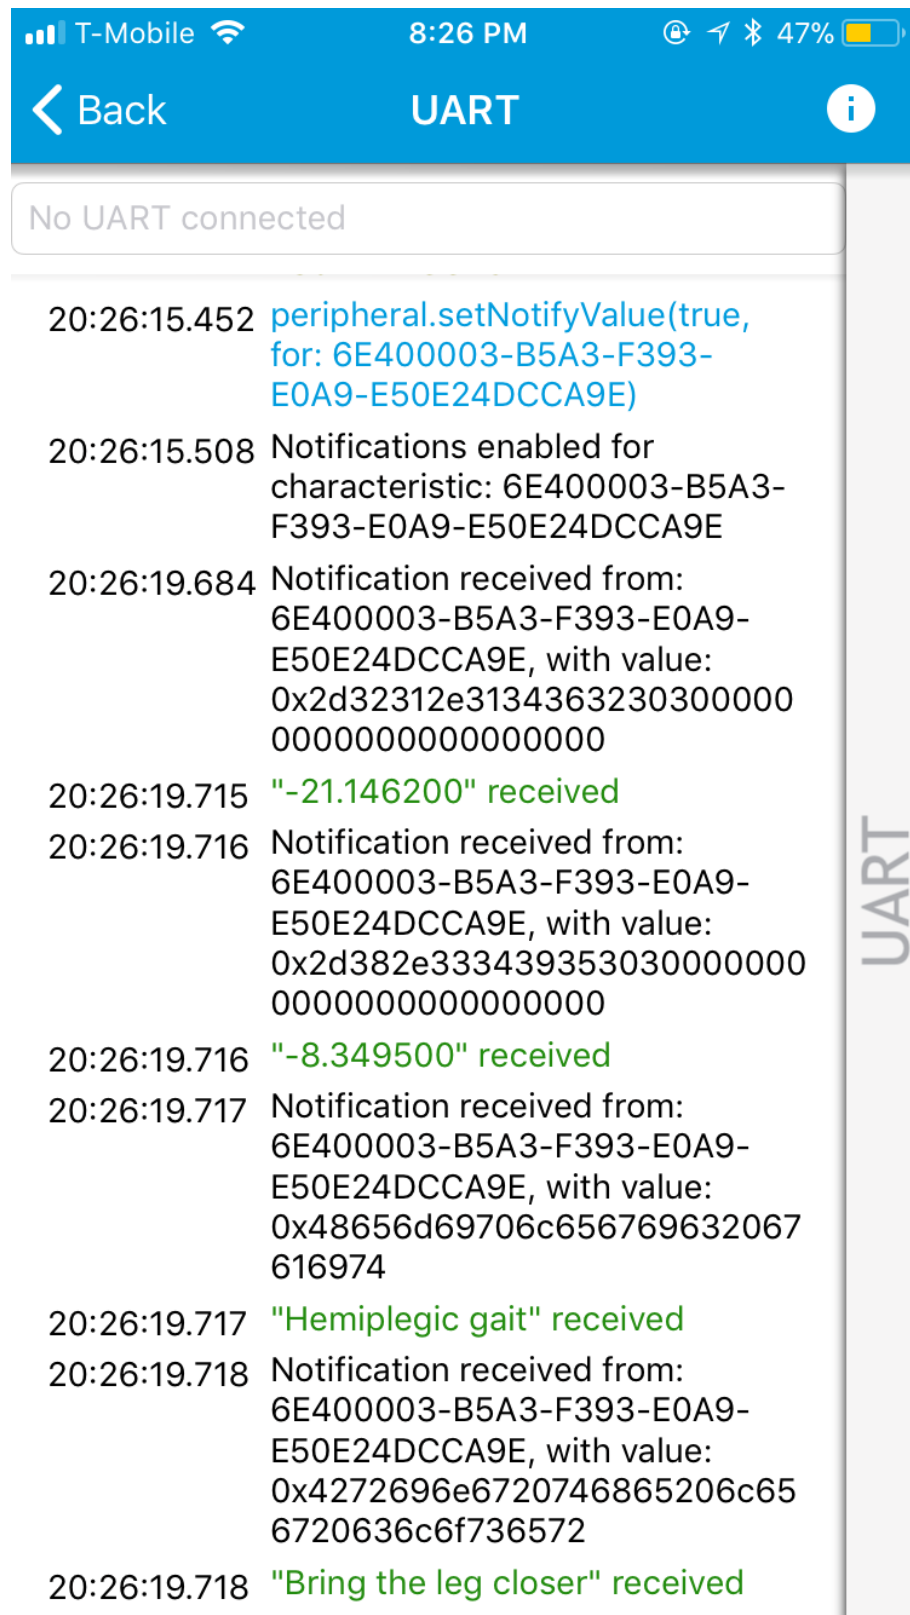 T-Mobile 8:26 PM 47%
Back UART i
No UART connected
20:26:15.452 peripheral.setNotifyValue(true,
for: 6E400003-B5A3-F393-
E0A9-E50E24DCCA9E)
20:26:15.508 Notifications enabled for
characteristic: 6E400003-B5A3-
F393-E0A9-E50E24DCCA9E
20:26:19.684 Notification received from:
6E400003-B5A3-F393-E0A9-
E50E24DCCA9E, with value:
0x2d32312e3134363230300000
0000000000000000
20:26:19.715 "-21.146200" received
20:26:19.716 Notification received from:
6E400003-B5A3-F393-E0A9-
E50E24DCCA9E, with value:
0x2d382e333439353030000000
0000000000000000
20:26:19.716 "-8.349500" received
20:26:19.717 Notification received from:
6E400003-B5A3-F393-E0A9-
E50E24DCCA9E, with value:
0x48656d69706c656769632067
616974
20:26:19.717 "Hemiplegic gait" received
20:26:19.718 Notification received from:
6E400003-B5A3-F393-E0A9-
E50E24DCCA9E, with value:
0x4272696e6720746865206c65
6720636c6f736572
20:26:19.718 "Bring the leg closer" received
UART